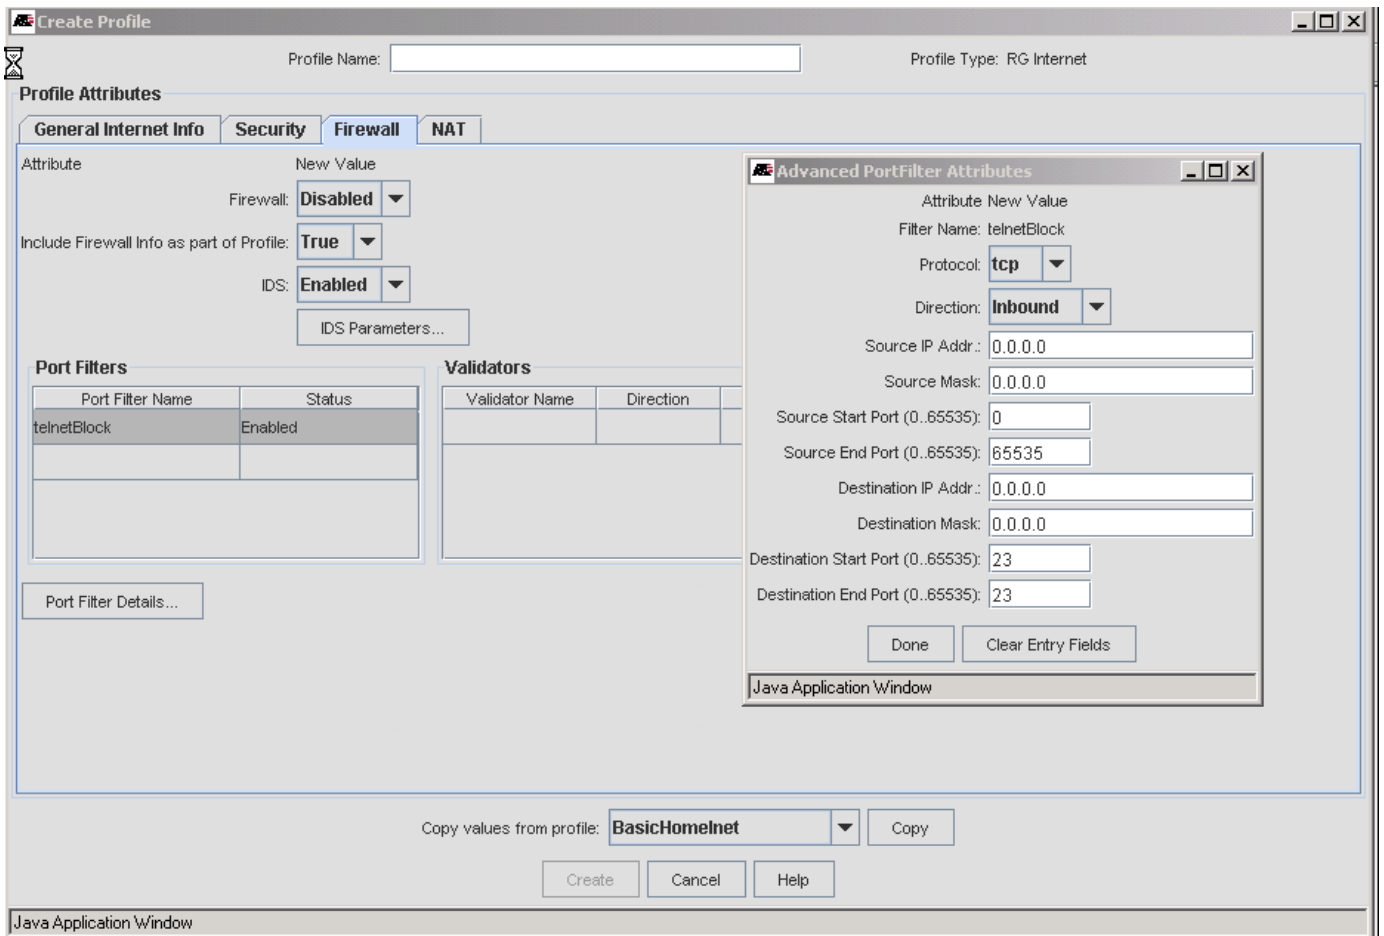 Create Profile
Profile Name:
Profile Type: RG Internet
Profile Attributes
General Internet Info Security Firewall NAT
Attribute New Value
Firewall: Disabled
Include Firewall Info as part of Profile: True
IDS: Enabled
IDS Parameters...
Port Filters
Port Filter Name Status
telnetBlock Enabled
Validators
Validator Name Direction
Port Filter Details...
Advanced PortFilter Attributes
Attribute New Value
Filter Name: telnetBlock
Protocol: tcp
Direction: Inbound
Source IP Addr.: 0.0.0.0
Source Mask: 0.0.0.0
Source Start Port (0..65535): 0
Source End Port (0..65535): 65535
Destination IP Addr.: 0.0.0.0
Destination Mask: 0.0.0.0
Destination Start Port (0..65535): 23
Destination End Port (0..65535): 23
Done Clear Entry Fields
Java Application Window
Copy values from profile: BasicHomeInet Copy
Create Cancel Help
Java Application Window